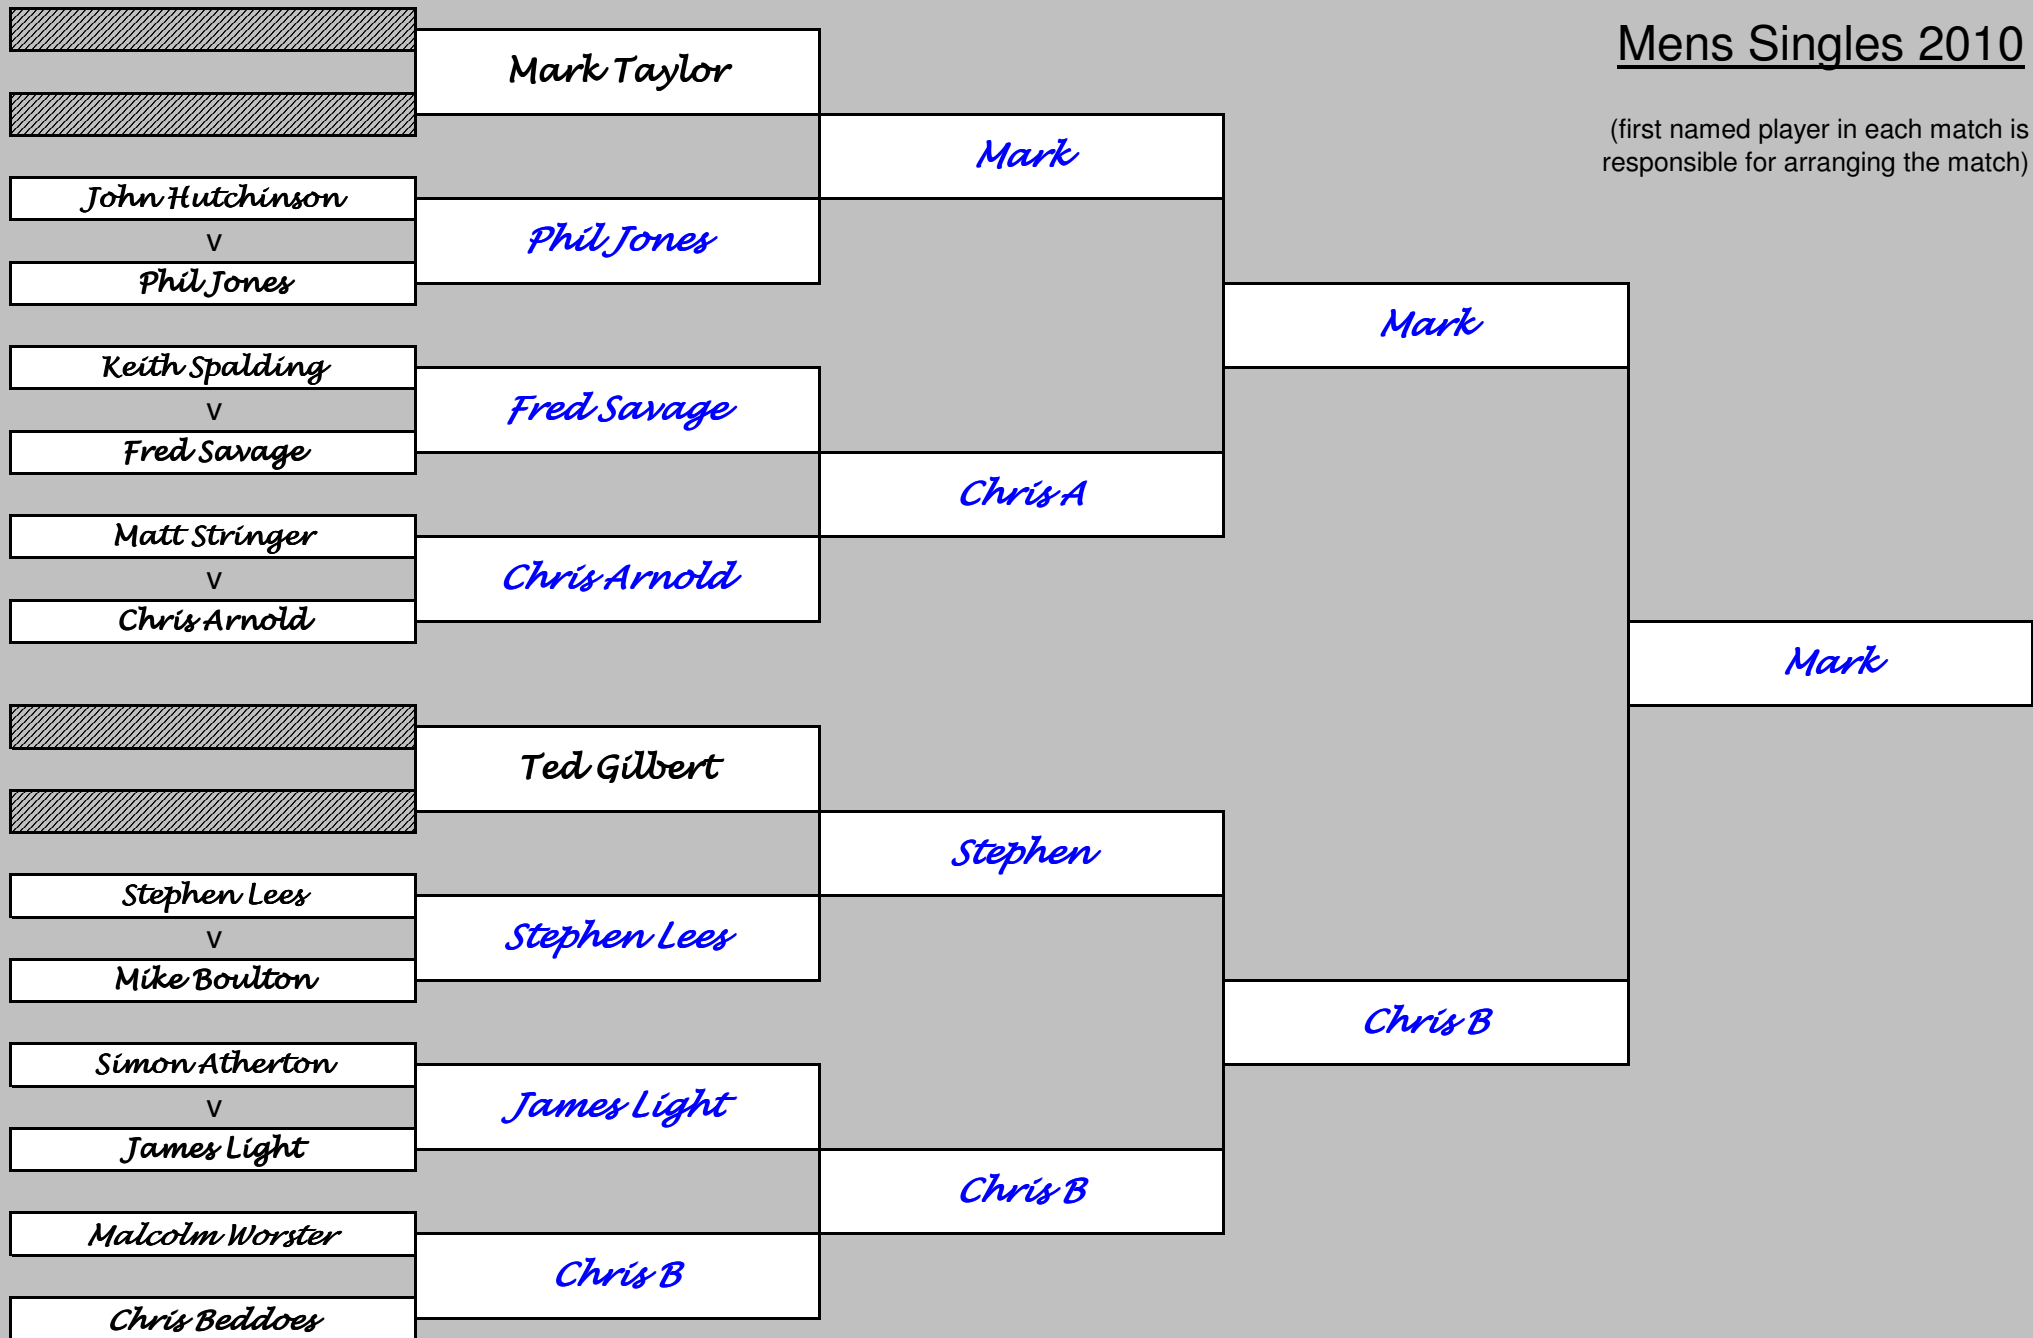 Mens Singles 2010
(first named player in each match is
responsible for arranging the match)
Mark Taylor
Mark
John Hutchinson
v
Phil Jones
Phil Jones
Mark
Keith Spalding
v
Fred Savage
Fred Savage
Chris A
Matt Stringer
v
Chris Arnold
Chris Arnold
Mark
Ted Gilbert
Stephen
Stephen Lees
v
Mike Boulton
Stephen Lees
Chris B
Simon Atherton
v
James Light
James Light
Chris B
Malcolm Worster
Chris Beddoes
Chris B